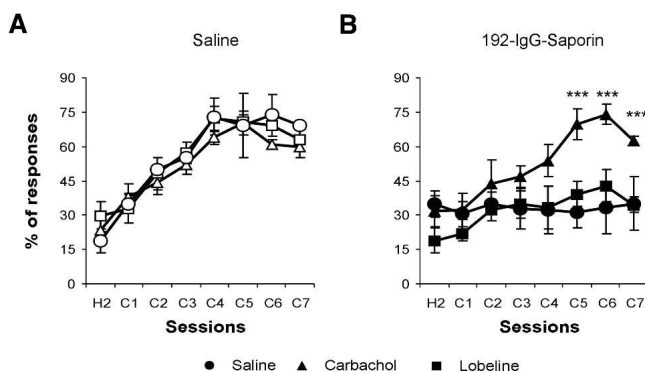 A
Saline
% of responses
90
75
60
45
30
15
0
H2 C1 C2 C3 C4 C5 C6 C7
Sessions
B
192-IgG-Saporin
*** *** ***
90
75
60
45
30
15
0
H2 C1 C2 C3 C4 C5 C6 C7
Sessions
Saline Carbachol Lobeline